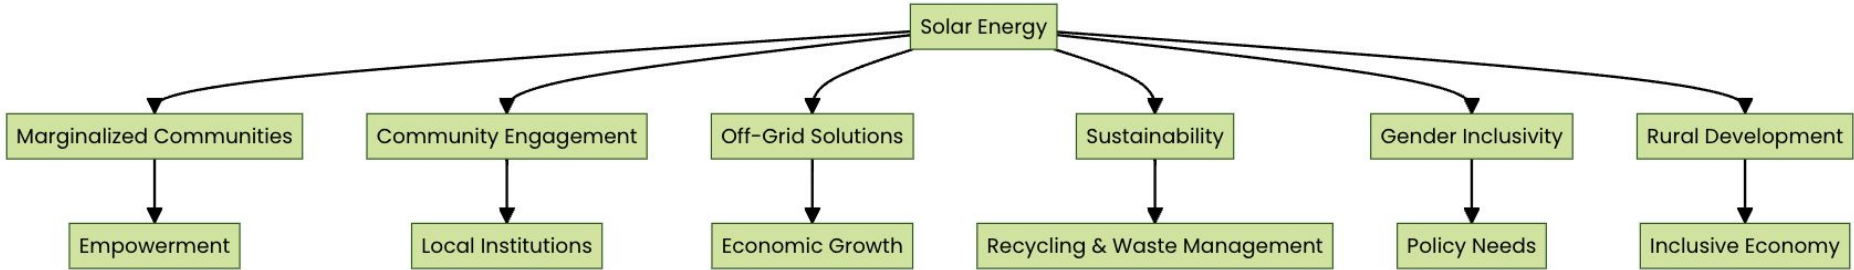 Solar Energy
Marginalized Communities
Community Engagement
Off-Grid Solutions
Sustainability
Gender Inclusivity
Rural Development
Empowerment
Local Institutions
Economic Growth
Recycling & Waste Management
Policy Needs
Inclusive Economy